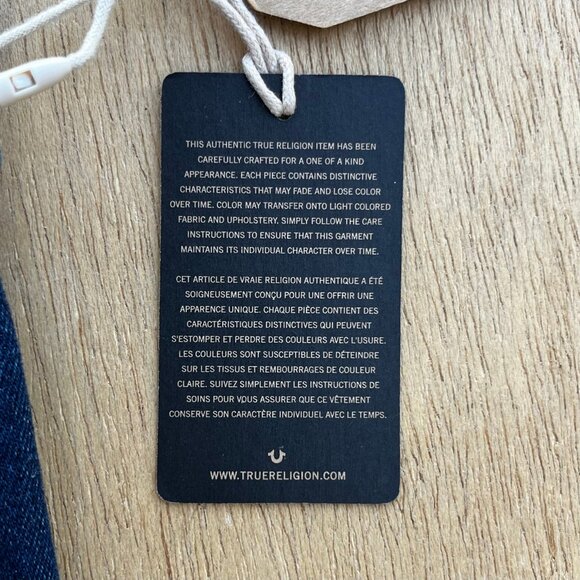 THIS AUTHENTIC TRUE RELIGION ITEM HAS BEEN
CAREFULLY CRAFTED FOR A ONE OF A KIND
APPEARANCE. EACH PIECE CONTAINS DISTINCTIVE
CHARACTERISTICS THAT MAY FADE AND LOSE COLOR
OVER TIME. COLOR MAY TRANSFER ONTO LIGHT COLORED
FABRIC AND UPHOLSTERY. SIMPLY FOLLOW THE CARE
INSTRUCTIONS TO ENSURE THAT THIS GARMENT
MAINTAINS ITS INDIVIDUAL CHARACTER OVER TIME.
CET ARTICLE DE VRAIE RELIGION AUTHENTIQUE A ÉTÉ
SOIGNEUSEMENT CONÇU POUR UNE OFFRIR UNE
APPARENCE UNIQUE. CHAQUE PIÈCE CONTIENT DES
CARACTÉRISTIQUES DISTINCTIVES QUI PEUVENT
S'ESTOMPER ET PERDRE DES COULEURS AVEC L'USURE.
LES COULEURS SONT SUSCEPTIBLES DE DÉTEINDRE
SUR LES TISSUS ET REMBOURRAGES DE COULEUR
CLAIRE. SUIVEZ SIMPLEMENT LES INSTRUCTIONS DE
SOINS POUR VOUS ASSURER QUE CE VÊTEMENT
CONSERVE SON CARACTÈRE INDIVIDUEL AVEC LE TEMPS.
WWW.TRUERELIGION.COM